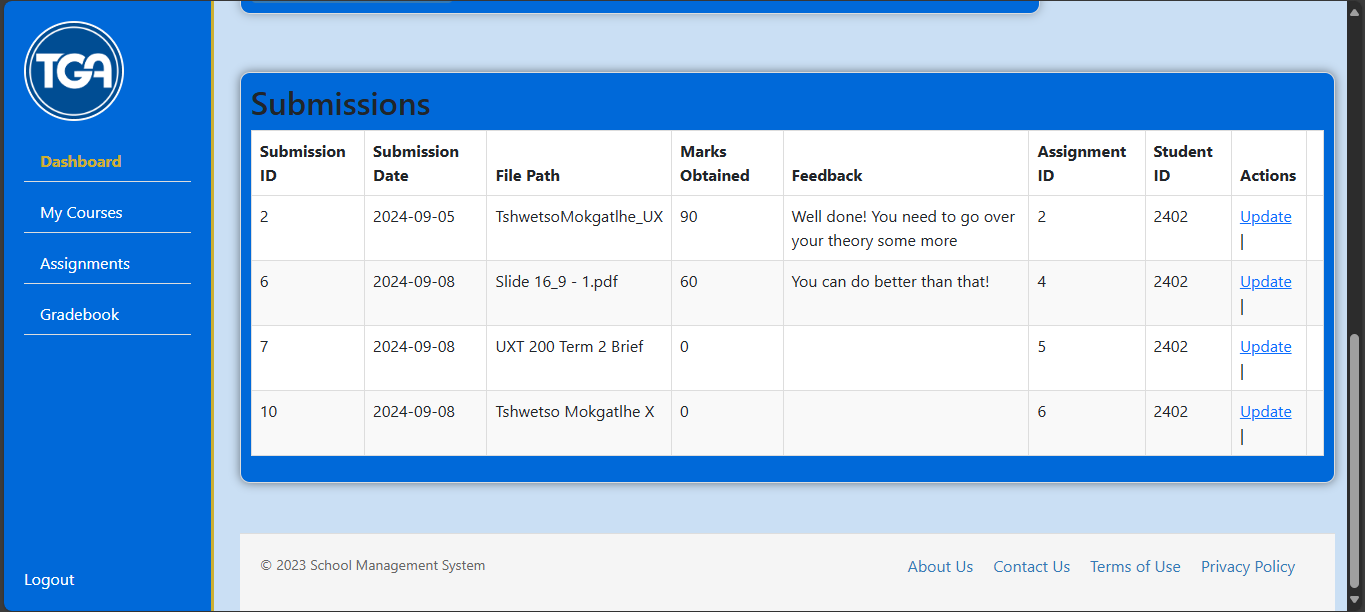 TGA
Dashboard
My Courses
Assignments
Gradebook
Logout
Submissions
Submission ID Submission Date File Path Marks Obtained Feedback Assignment ID Student ID Actions
2 2024-09-05 TshwetsoMokgatlhe_UX 90 Well done! You need to go over your theory some more 2 2402 Update |
6 2024-09-08 Slide 16_9 - 1.pdf 60 You can do better than that! 4 2402 Update |
7 2024-09-08 UXT 200 Term 2 Brief 0 5 2402 Update |
10 2024-09-08 Tshwetso Mokgatlhe X 0 6 2402 Update |
© 2023 School Management System About Us Contact Us Terms of Use Privacy Policy